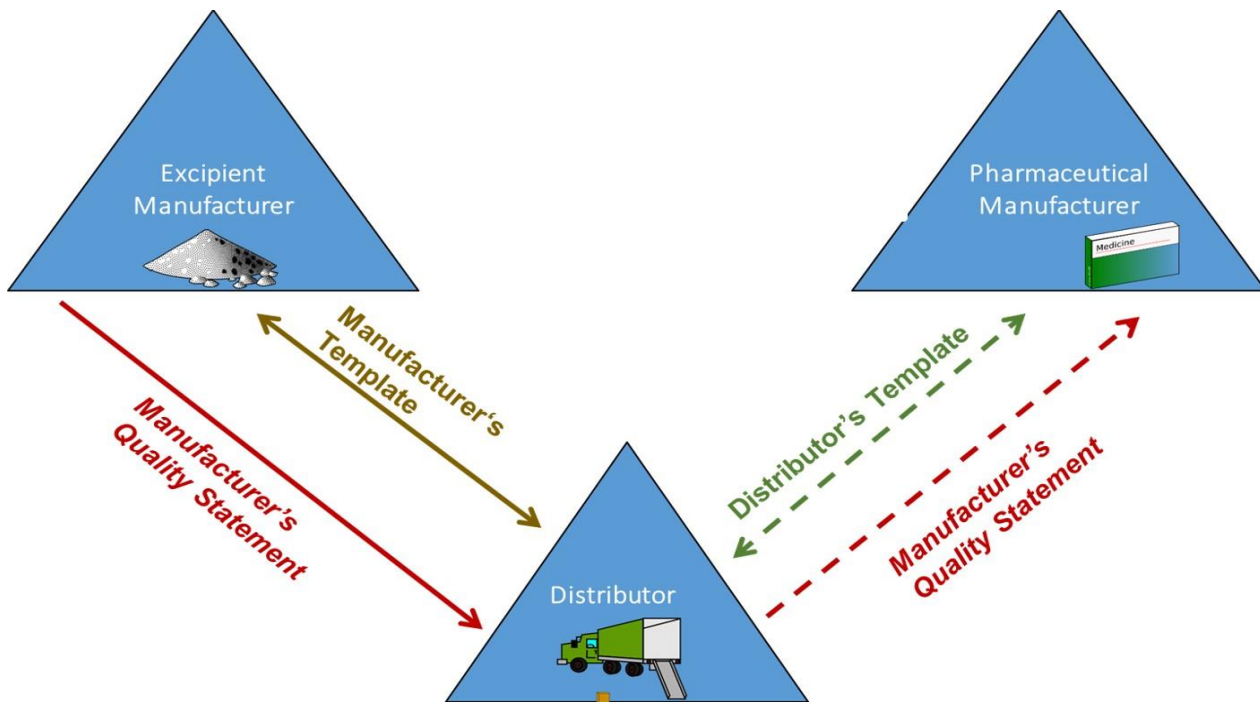 Excipient
Manufacturer
Pharmaceutical
Manufacturer
Medicine
Manufacturer‘s
Template
Manufacturer’s
Quality Statement
Distributor’s Template
Manufacturer’s
Quality Statement
Distributor